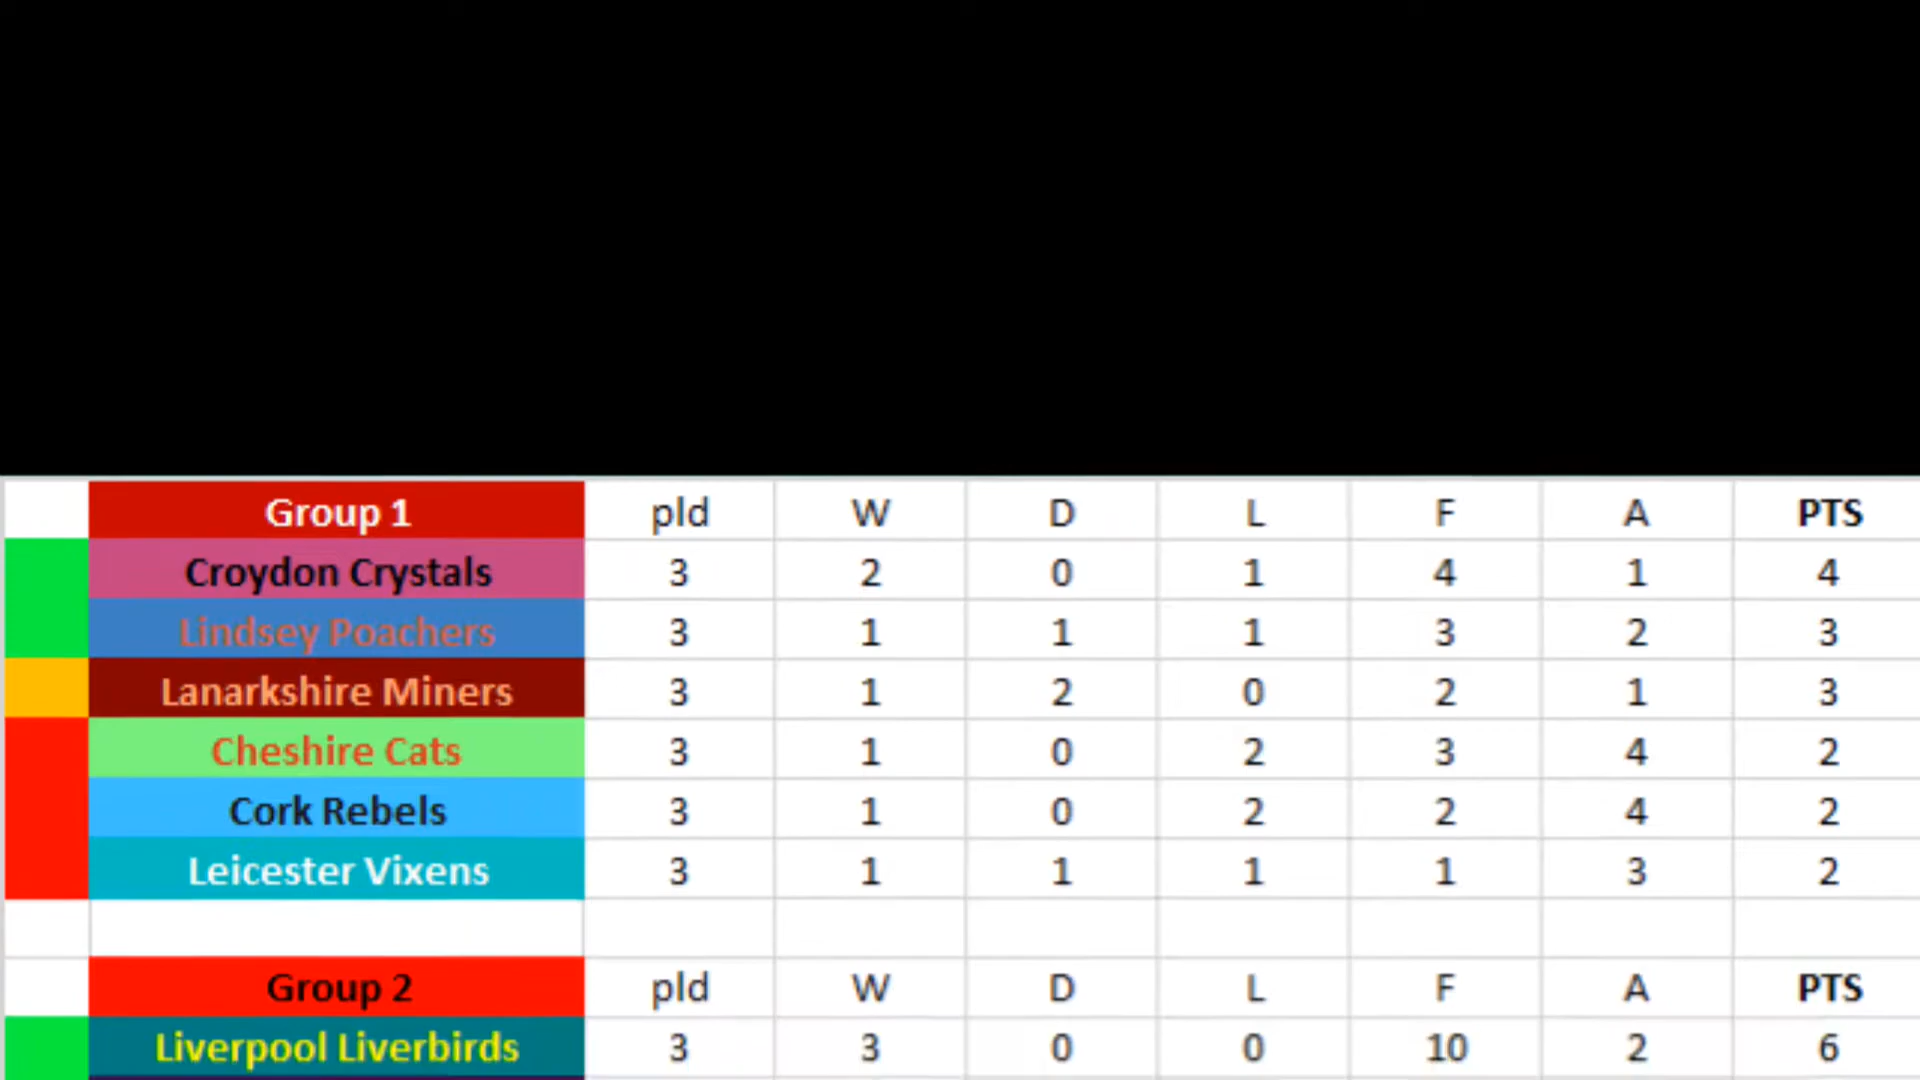 Group 1 pld W D L F A PTS
Croydon Crystals 3 2 0 1 4 1 4
Lindsey Poachers 3 1 1 1 3 2 3
Lanarkshire Miners 3 1 2 0 2 1 3
Cheshire Cats 3 1 0 2 3 4 2
Cork Rebels 3 1 0 2 2 4 2
Leicester Vixens 3 1 1 1 1 3 2
Group 2 pld W D L F A PTS
Liverpool Liverbirds 3 3 0 0 10 2 6